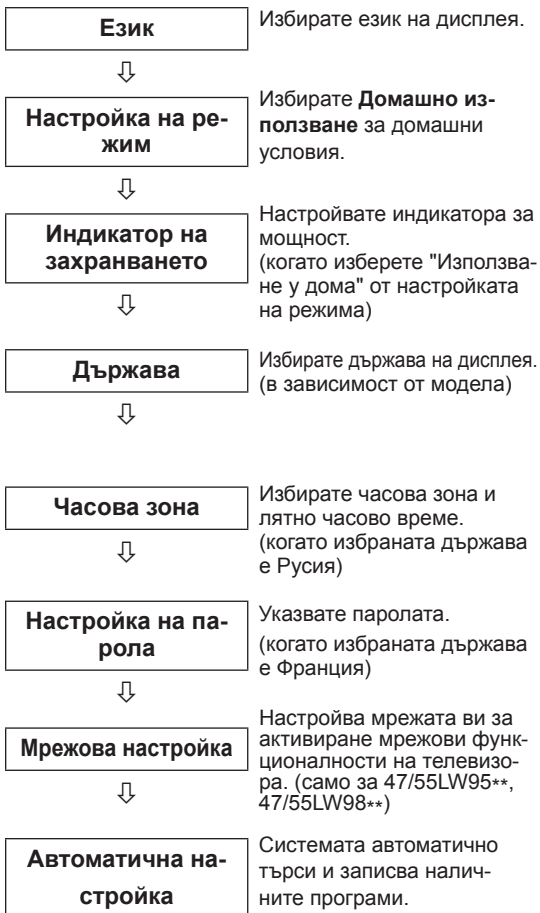 Език
Избирате език на дисплея.
Настройка на ре-
жим
Избирате Домашно из-
ползване за домашни
условия.
Индикатор на
захранването
Настройвате индикатора за
мощност.
(когато изберете "Използва-
не у дома" от настройката
на режима)
Държава
Избирате държава на дисплея.
(в зависимост от модела)
Часова зона
Избирате часова зона и
лятно часово време.
(когато избраната държава
е Русия)
Настройка на па-
рола
Указвате паролата.
(когато избраната държава
е Франция)
Мрежова настройка
Настройва мрежата ви за
активиране мрежови функ-
ционалности на телевизо-
ра. (само за 47/55LW95**,
47/55LW98**)
Автоматична на-
стройка
Системата автоматично
търси и записва налич-
ните програми.